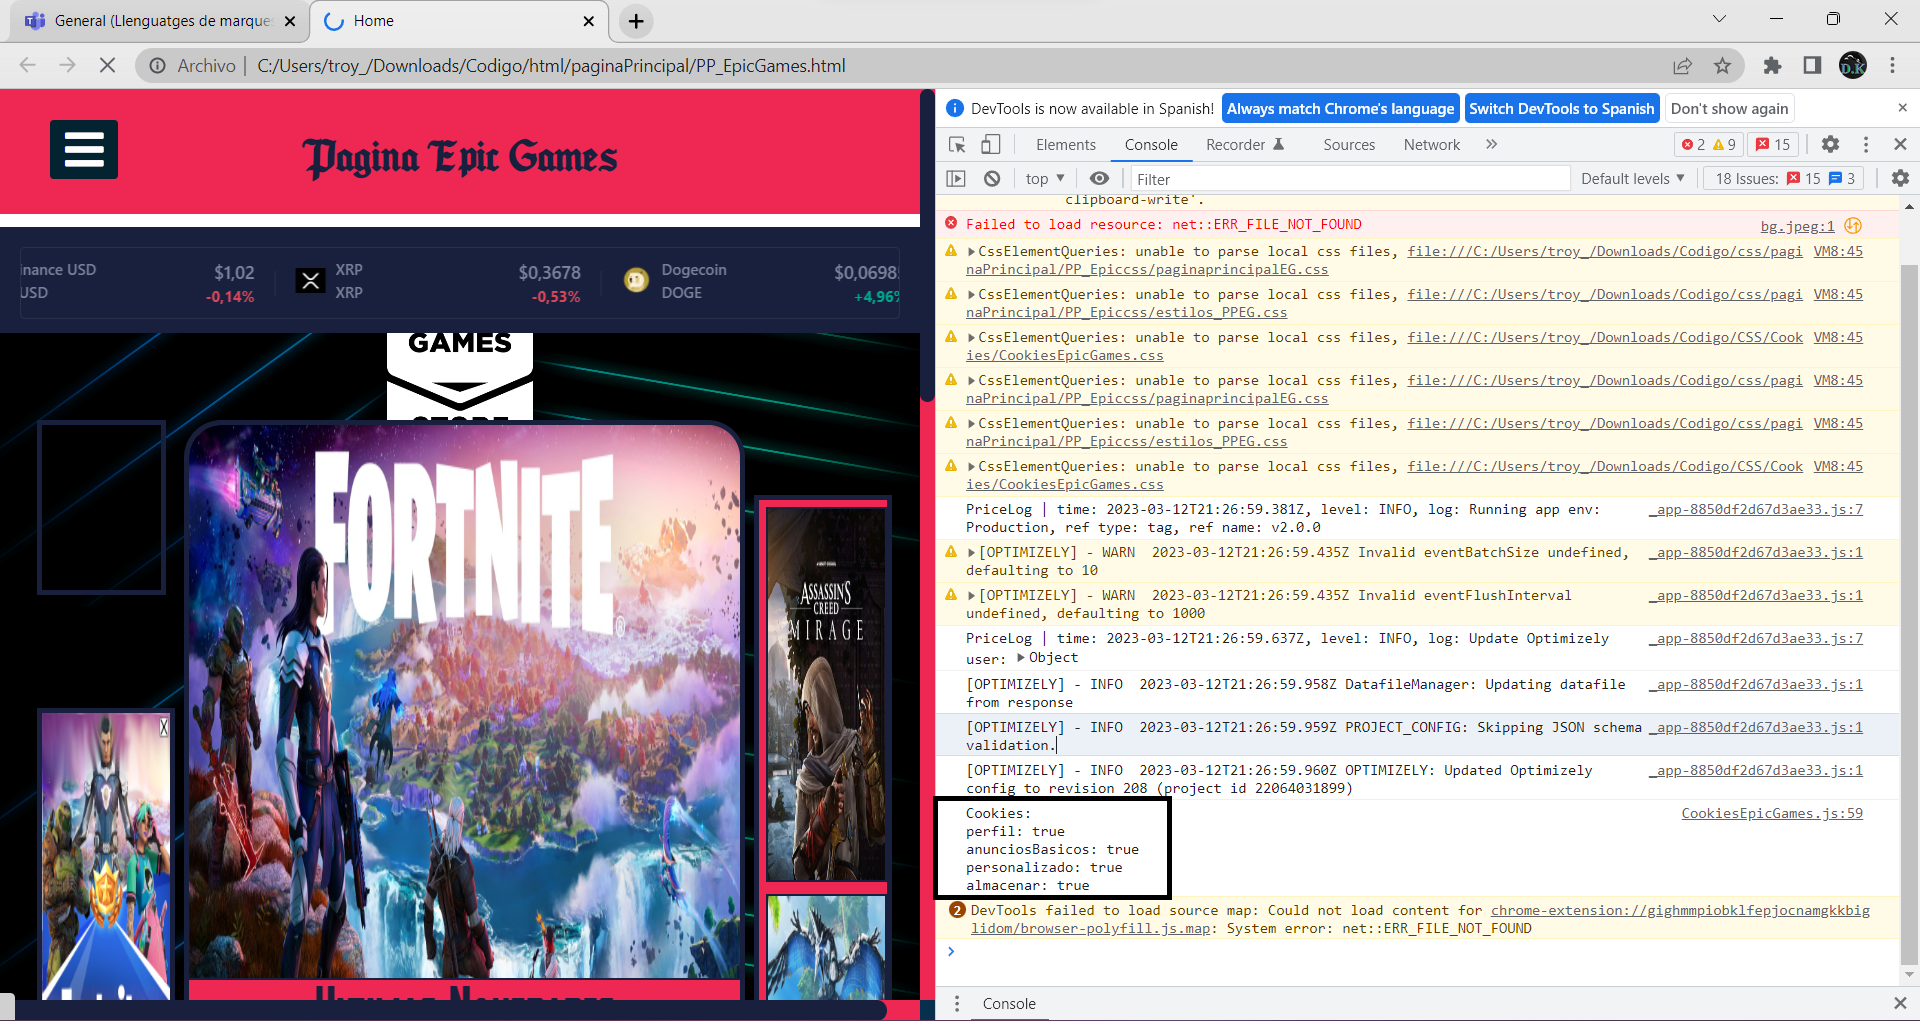 General (Llenguatges de marques
Home
Archivo | C:/Users/troy_/Downloads/Codigo/html/paginaPrincipal/PP_EpicGames.html
D.K
Pagina Epic Games
nance USD
USD
$1,02
-0,14%
XRP
XRP
$0,3678
-0,53%
Dogecoin
DOGE
$0,0698
+4,96%
GAMES
STORE
FORTNITE
ASSASSIN'S
CREED
MIRAGE
X
DevTools is now available in Spanish! Always match Chrome's language Switch DevTools to Spanish Don't show again
Elements Console Recorder Sources Network » 2 9 15
top Filter Default levels 18 Issues: 15 3
clipboard-write'.
Failed to load resource: net::ERR_FILE_NOT_FOUND bg.jpeg:1
CssElementQueries: unable to parse local css files, file:///C:/Users/troy_/Downloads/Codigo/css/pagi VM8:45
naPrincipal/PP_Epiccss/paginaprincipalEG.css
CssElementQueries: unable to parse local css files, file:///C:/Users/troy_/Downloads/Codigo/css/pagi VM8:45
naPrincipal/PP_Epiccss/estilos_PPEG.css
CssElementQueries: unable to parse local css files, file:///C:/Users/troy_/Downloads/Codigo/CSS/Cook VM8:45
ies/CookiesEpicGames.css
CssElementQueries: unable to parse local css files, file:///C:/Users/troy_/Downloads/Codigo/css/pagi VM8:45
naPrincipal/PP_Epiccss/paginaprincipalEG.css
CssElementQueries: unable to parse local css files, file:///C:/Users/troy_/Downloads/Codigo/css/pagi VM8:45
naPrincipal/PP_Epiccss/estilos_PPEG.css
CssElementQueries: unable to parse local css files, file:///C:/Users/troy_/Downloads/Codigo/CSS/Cook VM8:45
ies/CookiesEpicGames.css
PriceLog | time: 2023-03-12T21:26:59.381Z, level: INFO, log: Running app env: _app-8850df2d67d3ae33.js:7
Production, ref type: tag, ref name: v2.0.0
[OPTIMIZELY] - WARN 2023-03-12T21:26:59.435Z Invalid eventBatchSize undefined, _app-8850df2d67d3ae33.js:1
defaulting to 10
[OPTIMIZELY] - WARN 2023-03-12T21:26:59.435Z Invalid eventFlushInterval _app-8850df2d67d3ae33.js:1
undefined, defaulting to 1000
PriceLog | time: 2023-03-12T21:26:59.637Z, level: INFO, log: Update Optimizely _app-8850df2d67d3ae33.js:7
user: Object
[OPTIMIZELY] - INFO 2023-03-12T21:26:59.958Z DatafileManager: Updating datafile _app-8850df2d67d3ae33.js:1
from response
[OPTIMIZELY] - INFO 2023-03-12T21:26:59.959Z PROJECT_CONFIG: Skipping JSON schema _app-8850df2d67d3ae33.js:1
validation.
[OPTIMIZELY] - INFO 2023-03-12T21:26:59.960Z OPTIMIZELY: Updated Optimizely _app-8850df2d67d3ae33.js:1
config to revision 208 (project id 22064031899)
Cookies: CookiesEpicGames.js:59
perfil: true
anunciosBasicos: true
personalizado: true
almacenar: true
2 DevTools failed to load source map: Could not load content for chrome-extension://gighmmpiobklfepjocnamgkkbig
lidom/browser-polyfill.js.map: System error: net::ERR_FILE_NOT_FOUND
Console